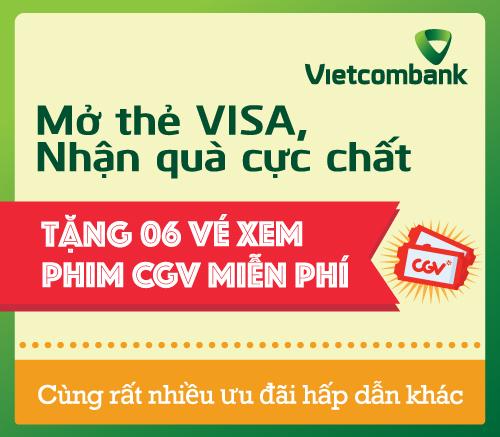 Vietcombank
Mở thẻ VISA,
Nhận quà cực chất
TẶNG 06 VÉ XEM
PHIM CGV MIỄN PHÍ
CGV
Cùng rất nhiều ưu đãi hấp dẫn khác